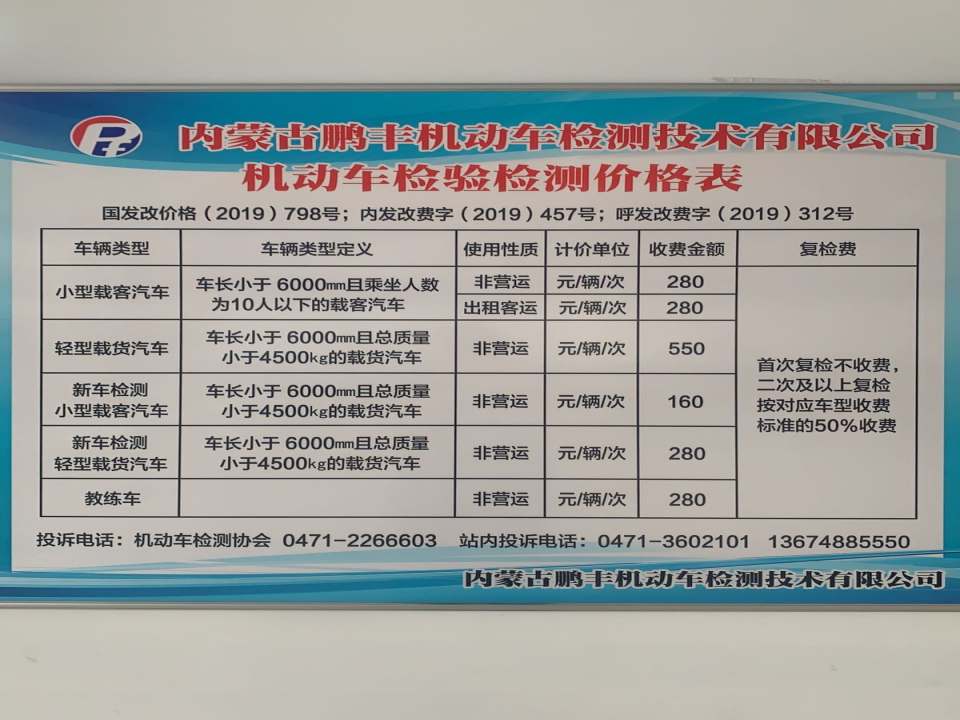 内蒙古鹏丰机动车检测技术有限公司
机动车检验检测价格表
国发改价格（2019）798号；内发改费字（2019）457号；呼发改费字（2019）312号
车辆类型 车辆类型定义 使用性质 计价单位 收费金额 复检费
小型载客汽车 车长小于 6000mm且乘坐人数
为10人以下的载客汽车
非营运 元/辆/次 280
出租客运 元/辆/次 280
轻型载货汽车 车长小于 6000mm且总质量
小于4500kg的载货汽车
非营运 元/辆/次 550
新车检测
小型载客汽车
车长小于 6000mm且总质量
小于4500kg的载货汽车
非营运 元/辆/次 160
新车检测
轻型载货汽车
车长小于 6000mm且总质量
小于4500kg的载货汽车
非营运 元/辆/次 280
教练车 非营运 元/辆/次 280
首次复检不收费，
二次及以上复检
按对应车型收费
标准的50%收费
投诉电话：机动车检测协会 0471-2266603 站内投诉电话：0471-3602101 13674885550
内蒙古鹏丰机动车检测技术有限公司